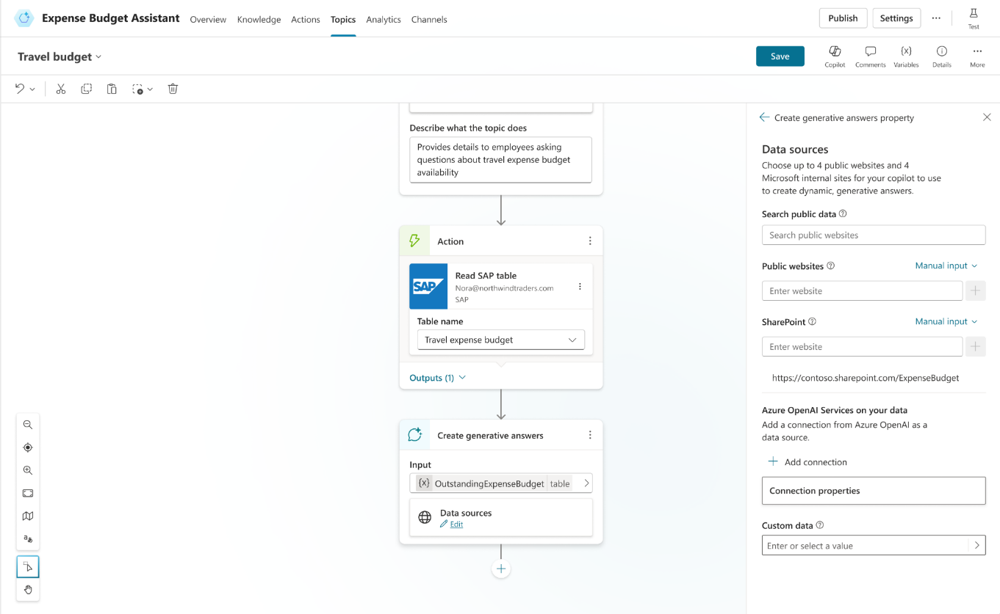 Expense Budget Assistant
Overview
Knowledge
Actions
Topics
Analytics
Channels
Publish
Settings
Test
Travel budget
Save
Copilot
Comments
{x}
Variables
Details
More
Describe what the topic does
Provides details to employees asking
questions about travel expense budget
availability
Action
SAP
Read SAP table
Nora@northwindtraders.com
SAP
Table name
Travel expense budget
Outputs (1)
Create generative answers
Input
{x} OutstandingExpenseBudget table
Data sources
Edit
Create generative answers property
Data sources
Choose up to 4 public websites and 4
Microsoft internal sites for your copilot to use
to create dynamic, generative answers.
Search public data
Search public websites
Public websites
Manual input
Enter website
SharePoint
Manual input
Enter website
https://contoso.sharepoint.com/ExpenseBudget
Azure OpenAI Services on your data
Add a connection from Azure OpenAI as a
data source.
Add connection
Connection properties
Custom data
Enter or select a value